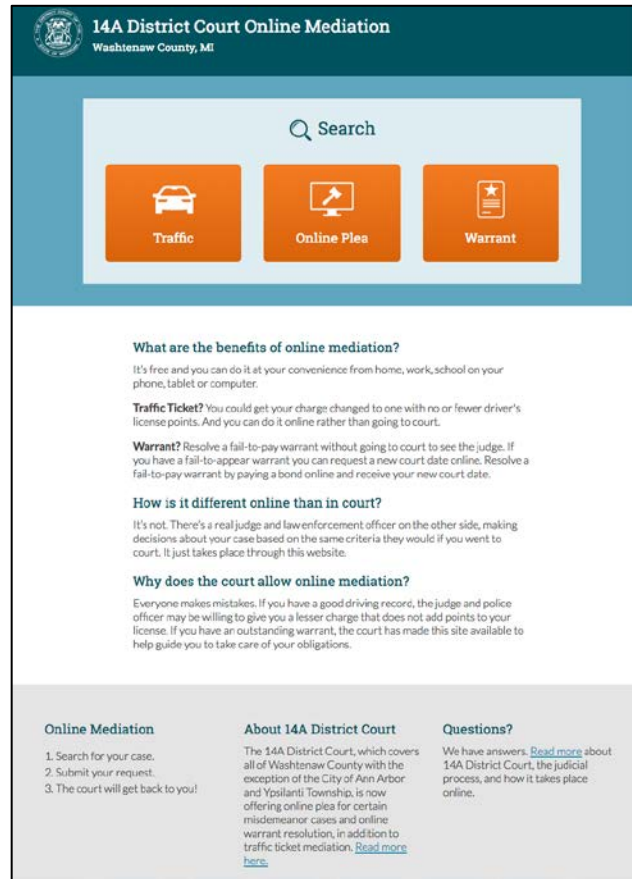 14A District Court Online Mediation
Washtenaw County, MI
Search
Traffic
Online Plea
Warrant
What are the benefits of online mediation?
It's free and you can do it at your convenience from home, work, school on your
phone, tablet or computer.
Traffic Ticket? You could get your charge changed to one with no or fewer driver's
license points. And you can do it online rather than going to court.
Warrant? Resolve a fail-to-pay warrant without going to court to see the judge. If
you have a fail-to-appear warrant you can request a new court date online. Resolve a
fail-to-pay warrant by paying a bond online and receive your new court date.
How is it different online than in court?
It's not. There's a real judge and law enforcement officer on the other side, making
decisions about your case based on the same criteria they would if you went to
court. It just takes place through this website.
Why does the court allow online mediation?
Everyone makes mistakes. If you have a good driving record, the judge and police
officer may be willing to give you a lesser charge that does not add points to your
license. If you have an outstanding warrant, the court has made this site available to
help guide you to take care of your obligations.
Online Mediation
1. Search for your case.
2. Submit your request.
3. The court will get back to you!
About 14A District Court
The 14A District Court, which covers
all of Washtenaw County with the
exception of the City of Ann Arbor
and Ypsilanti Township, is now
offering online plea for certain
misdemeanor cases and online
warrant resolution, in addition to
traffic ticket mediation. Read more
here.
Questions?
We have answers. Read more about
14A District Court, the judicial
process, and how it takes place
online.